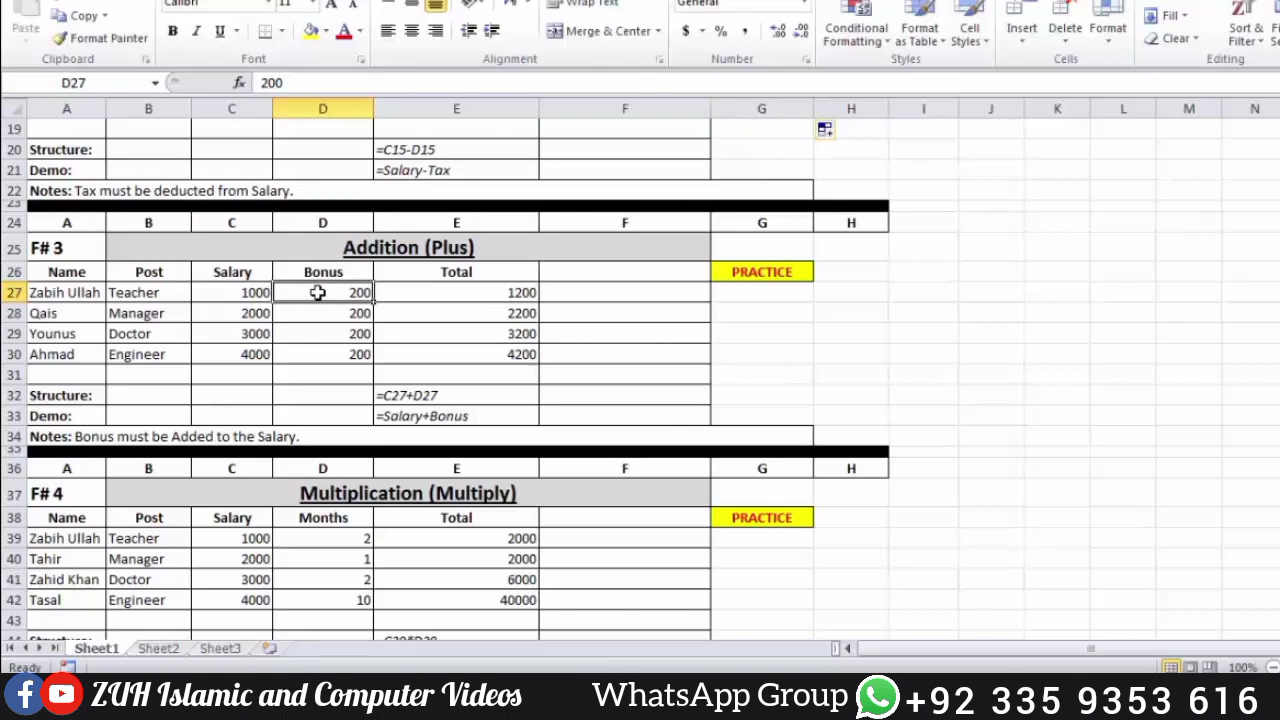 Calibri 11 General
Paste Copy Format Painter B I U Merge & Center $ % , Conditional Formatting Format as Table Cell Styles Insert Delete Format Fill Clear Sort & Filter
Clipboard Font Alignment Number Styles Cells Editing
D27 fx 200
A B C D E F G H I J K L M N
19
20 Structure: =C15-D15
21 Demo: =Salary-Tax
22 Notes: Tax must be deducted from Salary.
23
24 A B C D E F G H
25 F# 3 Addition (Plus)
26 Name Post Salary Bonus Total PRACTICE
27 Zabih Ullah Teacher 1000 200 1200
28 Qais Manager 2000 200 2200
29 Younus Doctor 3000 200 3200
30 Ahmad Engineer 4000 200 4200
31
32 Structure: =C27+D27
33 Demo: =Salary+Bonus
34 Notes: Bonus must be Added to the Salary.
35
36 A B C D E F G H
37 F# 4 Multiplication (Multiply)
38 Name Post Salary Months Total PRACTICE
39 Zabih Ullah Teacher 1000 2 2000
40 Tahir Manager 2000 1 2000
41 Zahid Khan Doctor 3000 2 6000
42 Tasal Engineer 4000 10 40000
43
Sheet1 Sheet2 Sheet3
Ready 100%
ZUH Islamic and Computer Videos WhatsApp Group +92 335 9353 616